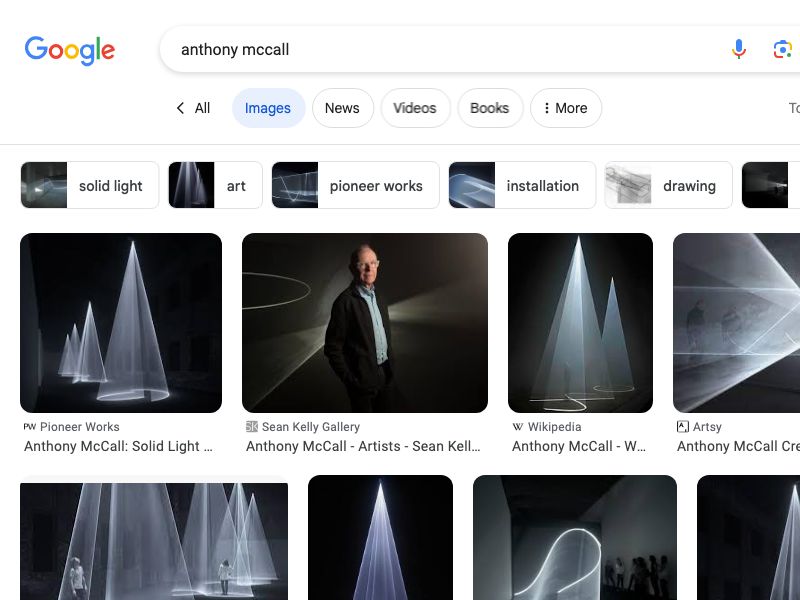 Google
anthony mccall
All Images News Videos Books More
solid light art pioneer works installation drawing
PW Pioneer Works
Anthony McCall: Solid Light ...
SK Sean Kelly Gallery
Anthony McCall - Artists - Sean Kell...
W Wikipedia
Anthony McCall - W...
A Artsy
Anthony McCall Cre